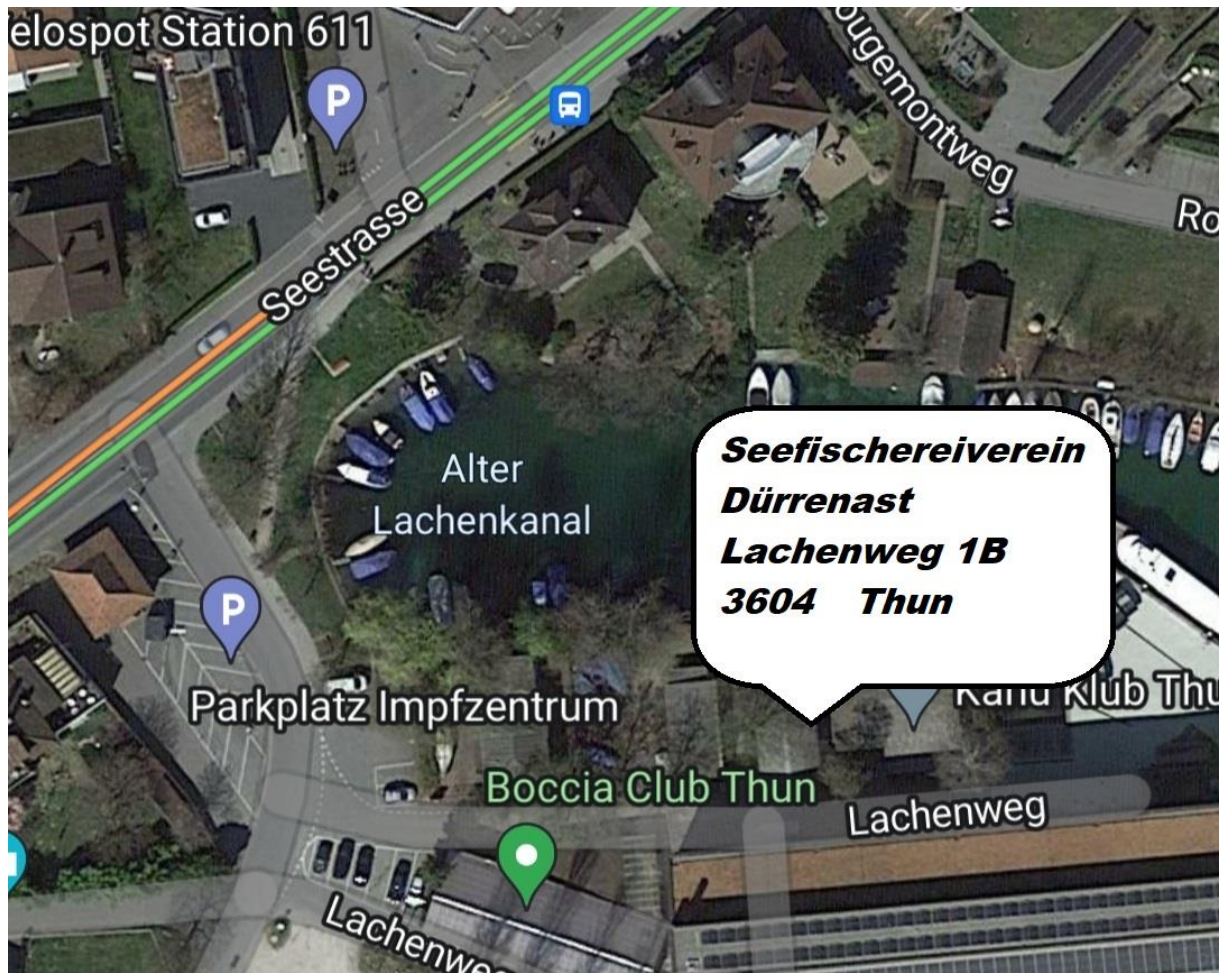 elospot Station 611
P
ougemontweg
Ro
Seestrasse
Alter
Lachenkanal
Seefischereiverein
Dürrenast
Lachenweg 1B
3604 Thun
P
Parkplatz Impfzentrum
Kanu Klub Thu
Boccia Club Thun
Lachenweg
Lachenweg